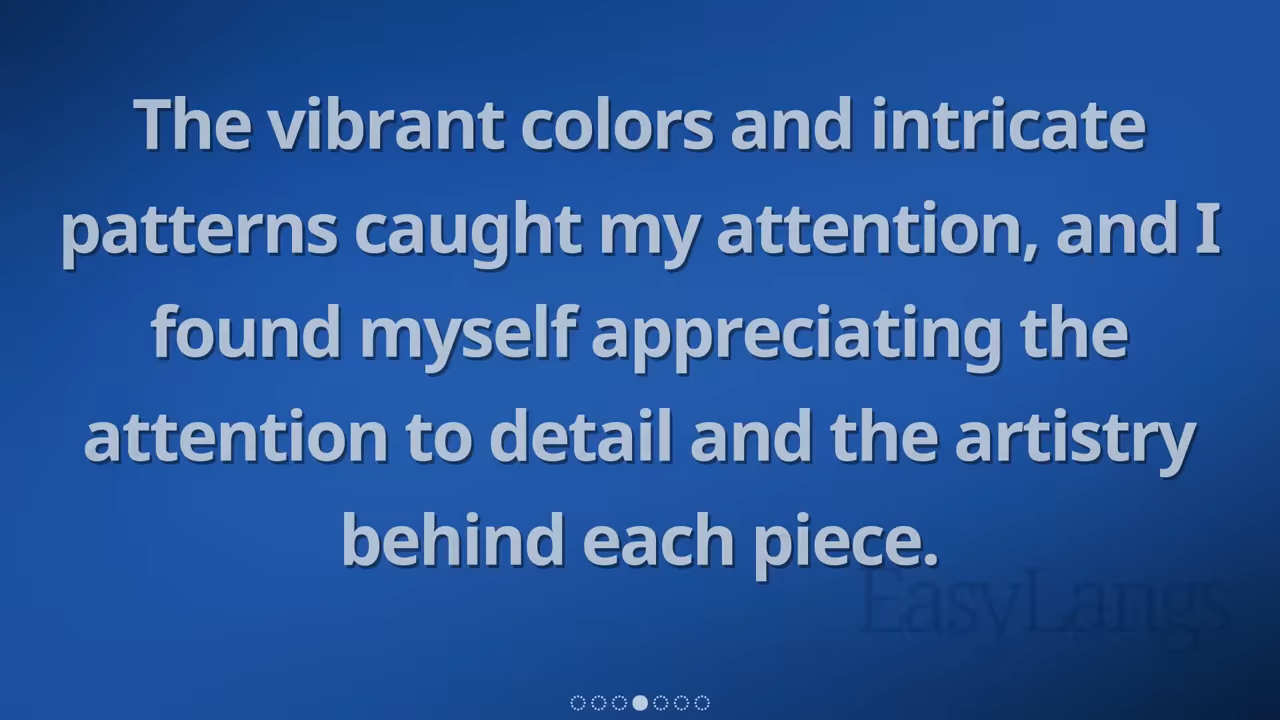 The vibrant colors and intricate
patterns caught my attention, and I
found myself appreciating the
attention to detail and the artistry
behind each piece.
EasyLangs